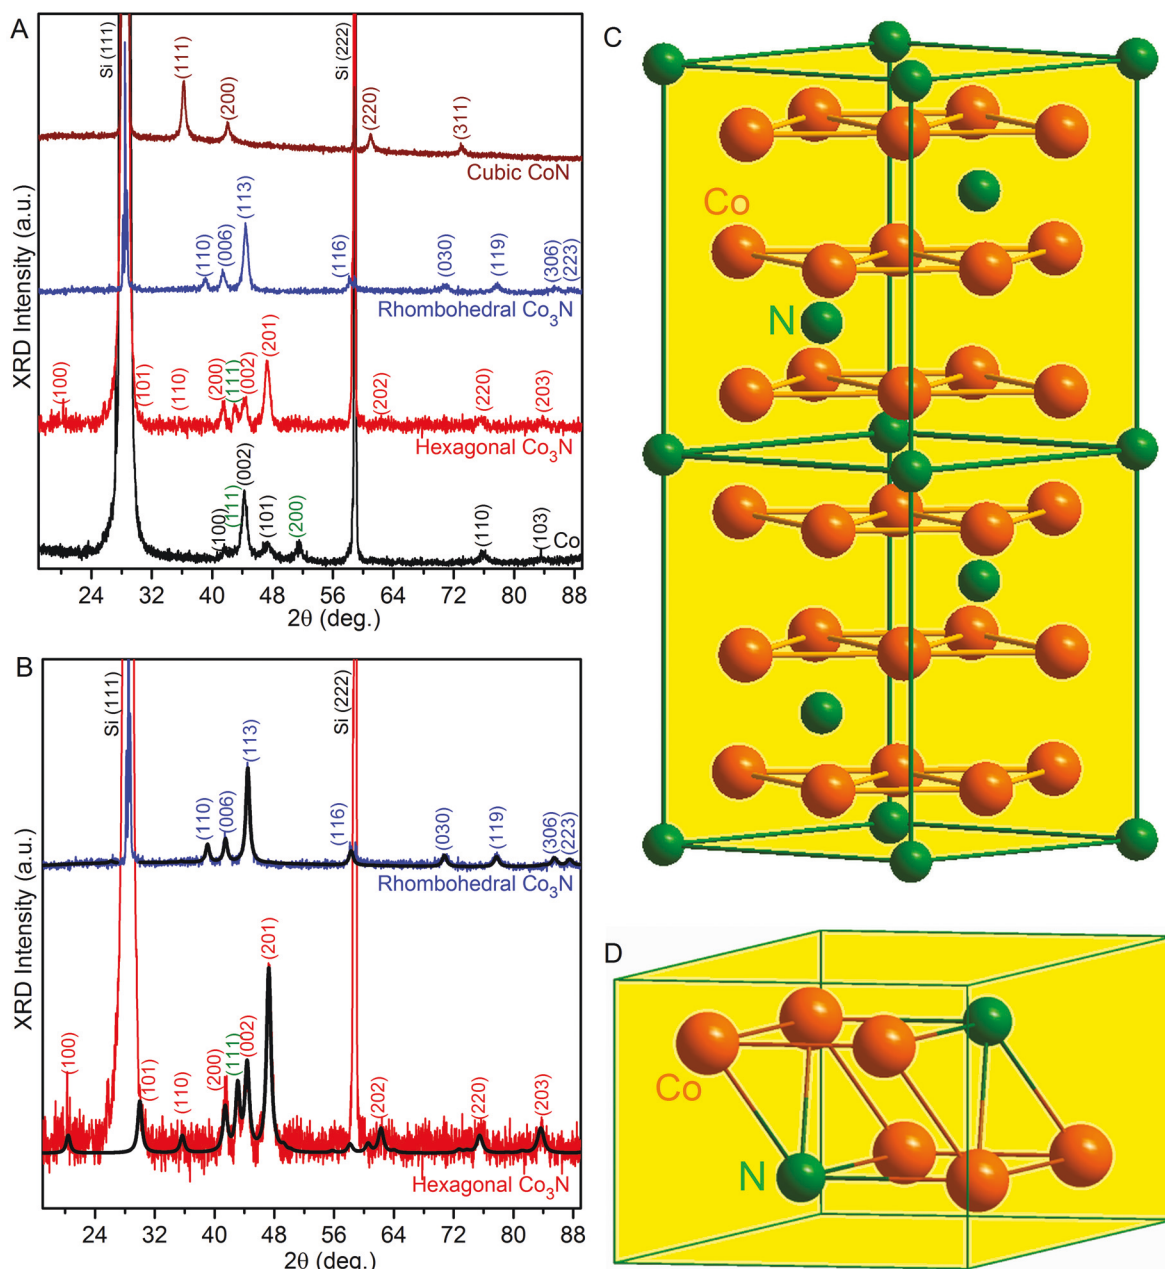 A
XRD Intensity (a.u.)
Si (111)
(111)
(200)
Si (222)
(220)
(311)
Cubic CoN
(110)
(006)
(113)
(116)
(030)
(119)
(306)
(223)
Rhombohedral Co₃N
(100)
(101)
(110)
(200)
(111)
(002)
(201)
(202)
(220)
(203)
Hexagonal Co₃N
(100)
(111)
(002)
(101)
(200)
(110)
(103)
Co
24 32 40 48 56 64 72 80 88
2θ (deg.)
B
XRD Intensity (a.u.)
Si (111)
(110)
(006)
(113)
Si (222)
(116)
(030)
(119)
(306)
(223)
Rhombohedral Co₃N
(100)
(101)
(110)
(200)
(111)
(002)
(201)
(202)
(220)
(203)
Hexagonal Co₃N
24 32 40 48 56 64 72 80 88
2θ (deg.)
C
Co
N
D
Co
N